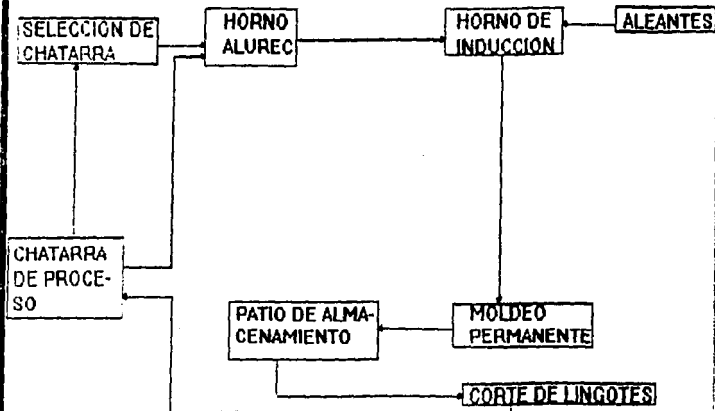 SELECCION DE
CHATARRA
HORNO
ALUREC
HORNO DE
INDUCCION
ALEANTES
CHATARRA
DE PROCE-
SO
PATIO DE ALMA-
CENAMIENTO
MOLDEO
PERMANENTE
CORTE DE LINGOTES